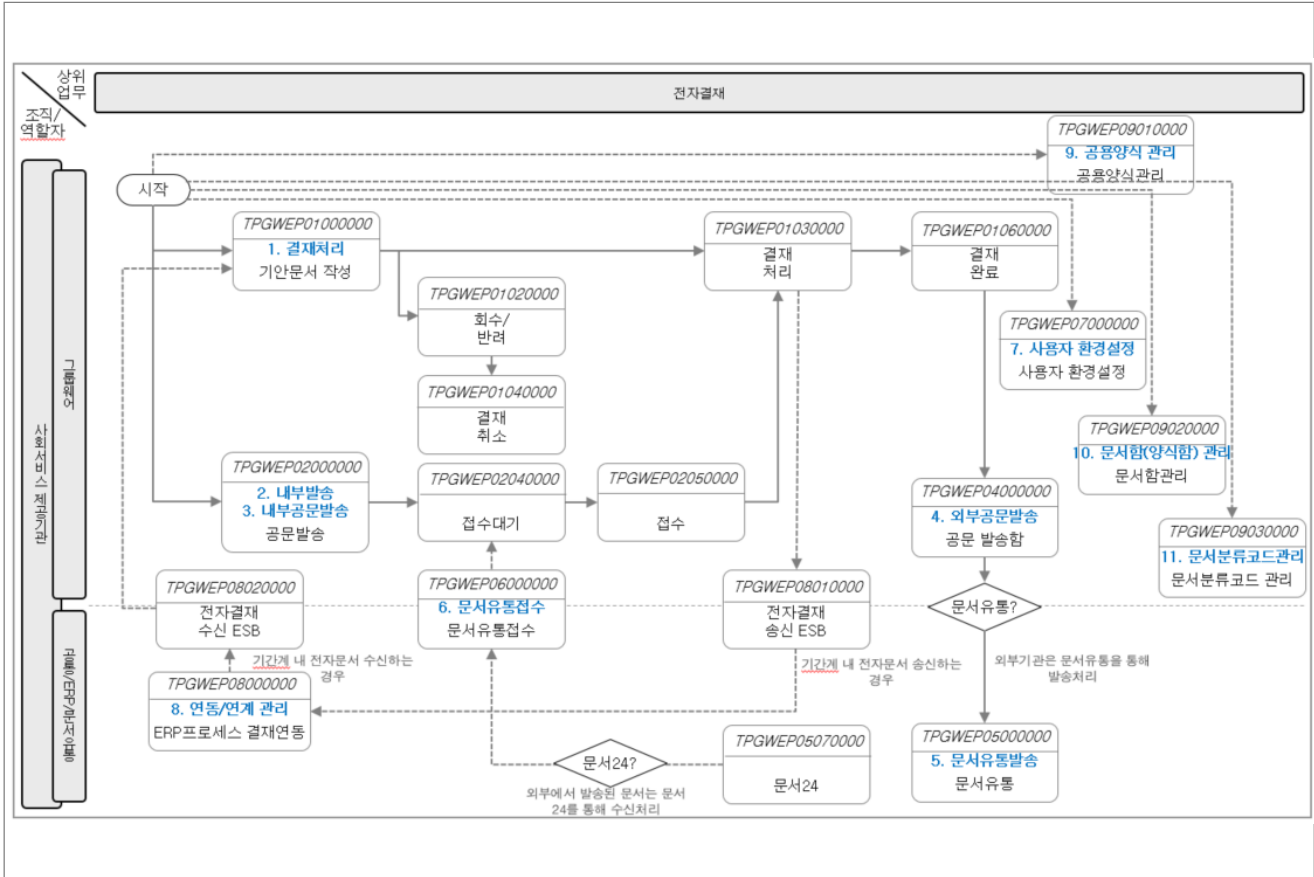 상위
업무
전자결재
조직/
역할자
사회서비스 제공기관
그룹웨어
공통/ERP/문서유통
시작
TPGWEP09010000
9. 공용양식 관리
공용양식관리
TPGWEP01000000
1. 결재처리
기안문서 작성
TPGWEP01030000
결재
처리
TPGWEP01060000
결재
완료
TPGWEP01020000
회수/
반려
TPGWEP07000000
7. 사용자 환경설정
사용자 환경설정
TPGWEP01040000
결재
취소
TPGWEP09020000
10. 문서함(양식함) 관리
문서함관리
TPGWEP02000000
2. 내부발송
3. 내부공문발송
공문발송
TPGWEP02040000
접수대기
TPGWEP02050000
접수
TPGWEP04000000
4. 외부공문발송
공문 발송함
TPGWEP09030000
11. 문서분류코드관리
문서분류코드 관리
TPGWEP08020000
전자결재
수신 ESB
TPGWEP06000000
6. 문서유통접수
문서유통접수
TPGWEP08010000
전자결재
송신 ESB
문서유통?
기간계 내 전자문서 수신하는
경우
기간계 내 전자문서 송신하는
경우
외부기관은 문서유통을 통해
발송처리
TPGWEP08000000
8. 연동/연계 관리
ERP프로세스 결재연동
문서24?
외부에서 발송된 문서는 문서
24를 통해 수신처리
TPGWEP05070000
문서24
TPGWEP05000000
5. 문서유통발송
문서유통